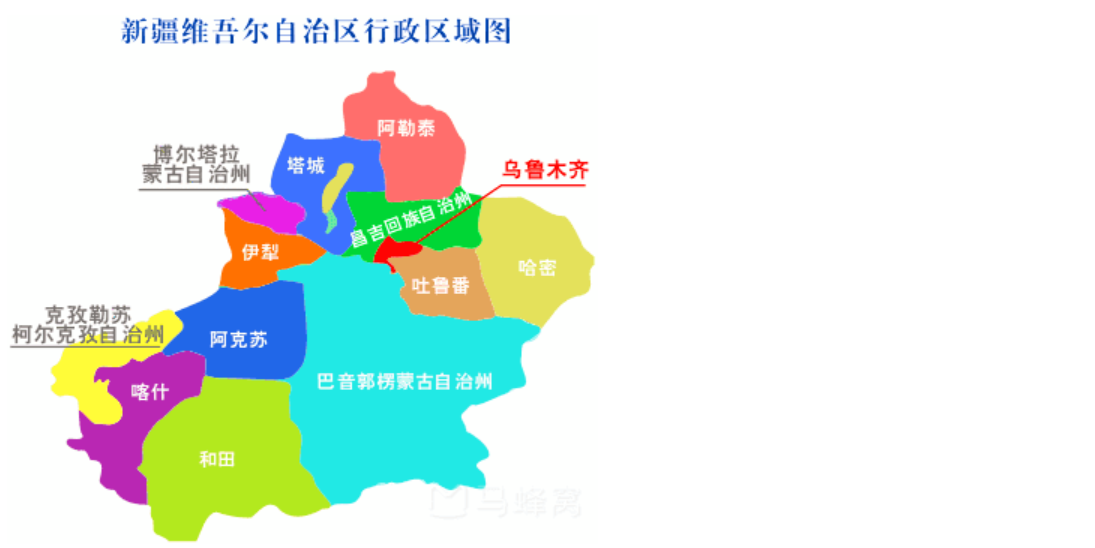 新疆维吾尔自治区行政区域图
阿勒泰
博尔塔拉
蒙古自治州
塔城
乌鲁木齐
昌吉回族自治州
伊犁
哈密
吐鲁番
克孜勒苏
柯尔克孜自治州
阿克苏
巴音郭楞蒙古自治州
喀什
和田
马蜂窝